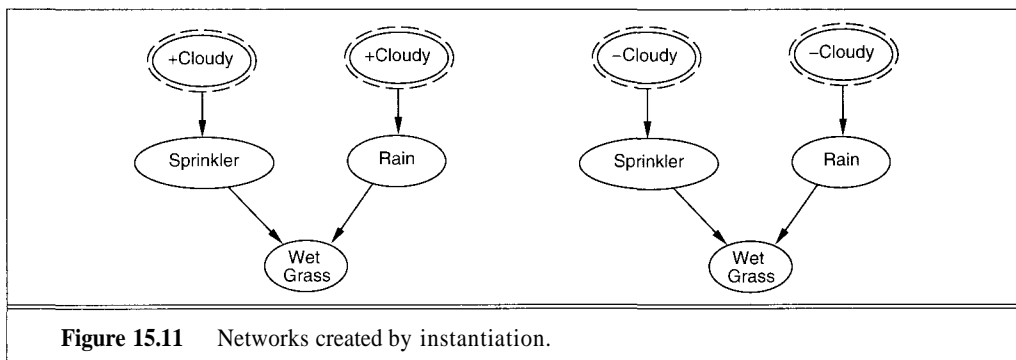 +Cloudy +Cloudy -Cloudy -Cloudy
Sprinkler Rain Sprinkler Rain
Wet Grass Wet Grass
Figure 15.11 Networks created by instantiation.